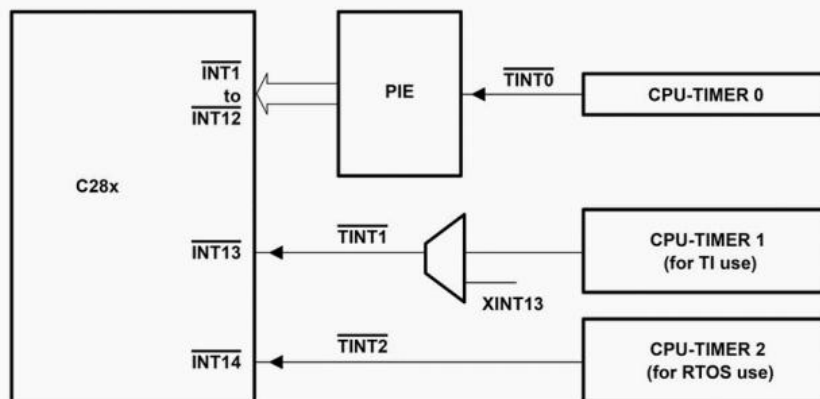 INT1
to
INT12
PIE
TINT0
CPU-TIMER 0
C28x
INT13
TINT1
XINT13
CPU-TIMER 1
(for TI use)
INT14
TINT2
CPU-TIMER 2
(for RTOS use)